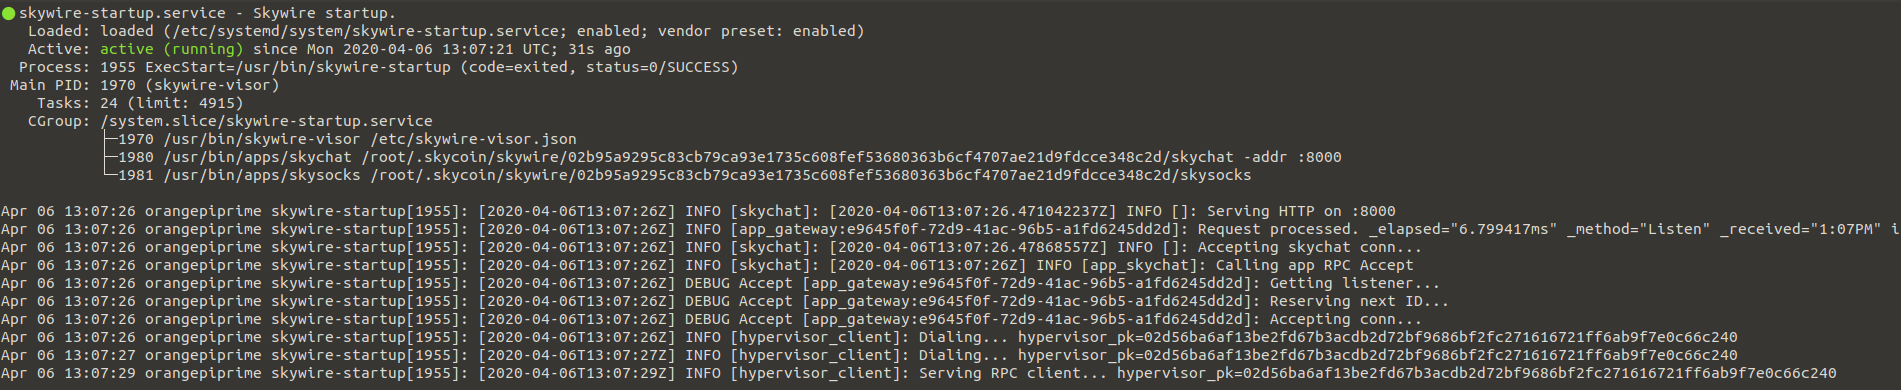 ● skywire-startup.service - Skywire startup.
Loaded: loaded (/etc/systemd/system/skywire-startup.service; enabled; vendor preset: enabled)
Active: active (running) since Mon 2020-04-06 13:07:21 UTC; 31s ago
Process: 1955 ExecStart=/usr/bin/skywire-startup (code=exited, status=0/SUCCESS)
Main PID: 1970 (skywire-visor)
Tasks: 24 (limit: 4915)
CGroup: /system.slice/skywire-startup.service
├─1970 /usr/bin/skywire-visor /etc/skywire-visor.json
├─1980 /usr/bin/apps/skychat /root/.skycoin/skywire/02b95a9295c83cb79ca93e1735c608fef53680363b6cf4707ae21d9fdcce348c2d/skychat -addr :8000
└─1981 /usr/bin/apps/skysocks /root/.skycoin/skywire/02b95a9295c83cb79ca93e1735c608fef53680363b6cf4707ae21d9fdcce348c2d/skysocks
Apr 06 13:07:26 orangepiprime skywire-startup[1955]: [2020-04-06T13:07:26Z] INFO [skychat]: [2020-04-06T13:07:26.471042237Z] INFO []: Serving HTTP on :8000
Apr 06 13:07:26 orangepiprime skywire-startup[1955]: [2020-04-06T13:07:26Z] INFO [app_gateway:e9645f0f-72d9-41ac-96b5-a1fd6245dd2d]: Request processed. _elapsed="6.799417ms" _method="Listen" _received="1:07PM" i
Apr 06 13:07:26 orangepiprime skywire-startup[1955]: [2020-04-06T13:07:26Z] INFO [skychat]: [2020-04-06T13:07:26.47868557Z] INFO []: Accepting skychat conn...
Apr 06 13:07:26 orangepiprime skywire-startup[1955]: [2020-04-06T13:07:26Z] INFO [skychat]: [2020-04-06T13:07:26Z] INFO [app_skychat]: Calling app RPC Accept
Apr 06 13:07:26 orangepiprime skywire-startup[1955]: [2020-04-06T13:07:26Z] DEBUG Accept [app_gateway:e9645f0f-72d9-41ac-96b5-a1fd6245dd2d]: Getting listener...
Apr 06 13:07:26 orangepiprime skywire-startup[1955]: [2020-04-06T13:07:26Z] DEBUG Accept [app_gateway:e9645f0f-72d9-41ac-96b5-a1fd6245dd2d]: Reserving next ID...
Apr 06 13:07:26 orangepiprime skywire-startup[1955]: [2020-04-06T13:07:26Z] DEBUG Accept [app_gateway:e9645f0f-72d9-41ac-96b5-a1fd6245dd2d]: Accepting conn...
Apr 06 13:07:26 orangepiprime skywire-startup[1955]: [2020-04-06T13:07:26Z] INFO [hypervisor_client]: Dialing... hypervisor_pk=02d56ba6af13be2fd67b3acdb2d72bf9686bf2fc271616721ff6ab9f7e0c66c240
Apr 06 13:07:27 orangepiprime skywire-startup[1955]: [2020-04-06T13:07:27Z] INFO [hypervisor_client]: Dialing... hypervisor_pk=02d56ba6af13be2fd67b3acdb2d72bf9686bf2fc271616721ff6ab9f7e0c66c240
Apr 06 13:07:29 orangepiprime skywire-startup[1955]: [2020-04-06T13:07:29Z] INFO [hypervisor_client]: Serving RPC client... hypervisor_pk=02d56ba6af13be2fd67b3acdb2d72bf9686bf2fc271616721ff6ab9f7e0c66c240